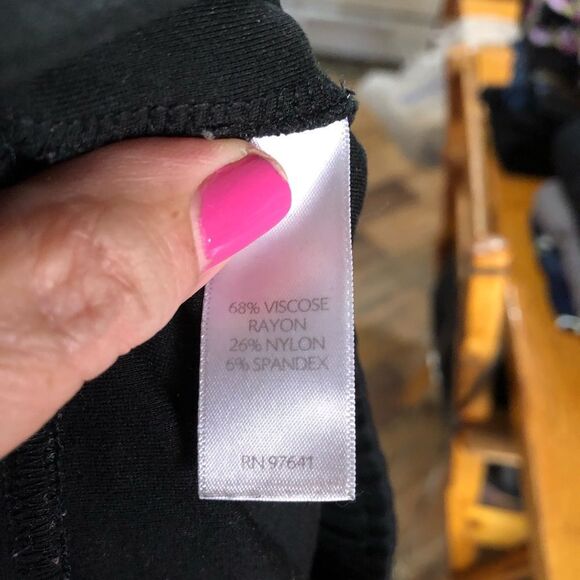 68% VISCOSE
RAYON
26% NYLON
6% SPANDEX
RN 97641